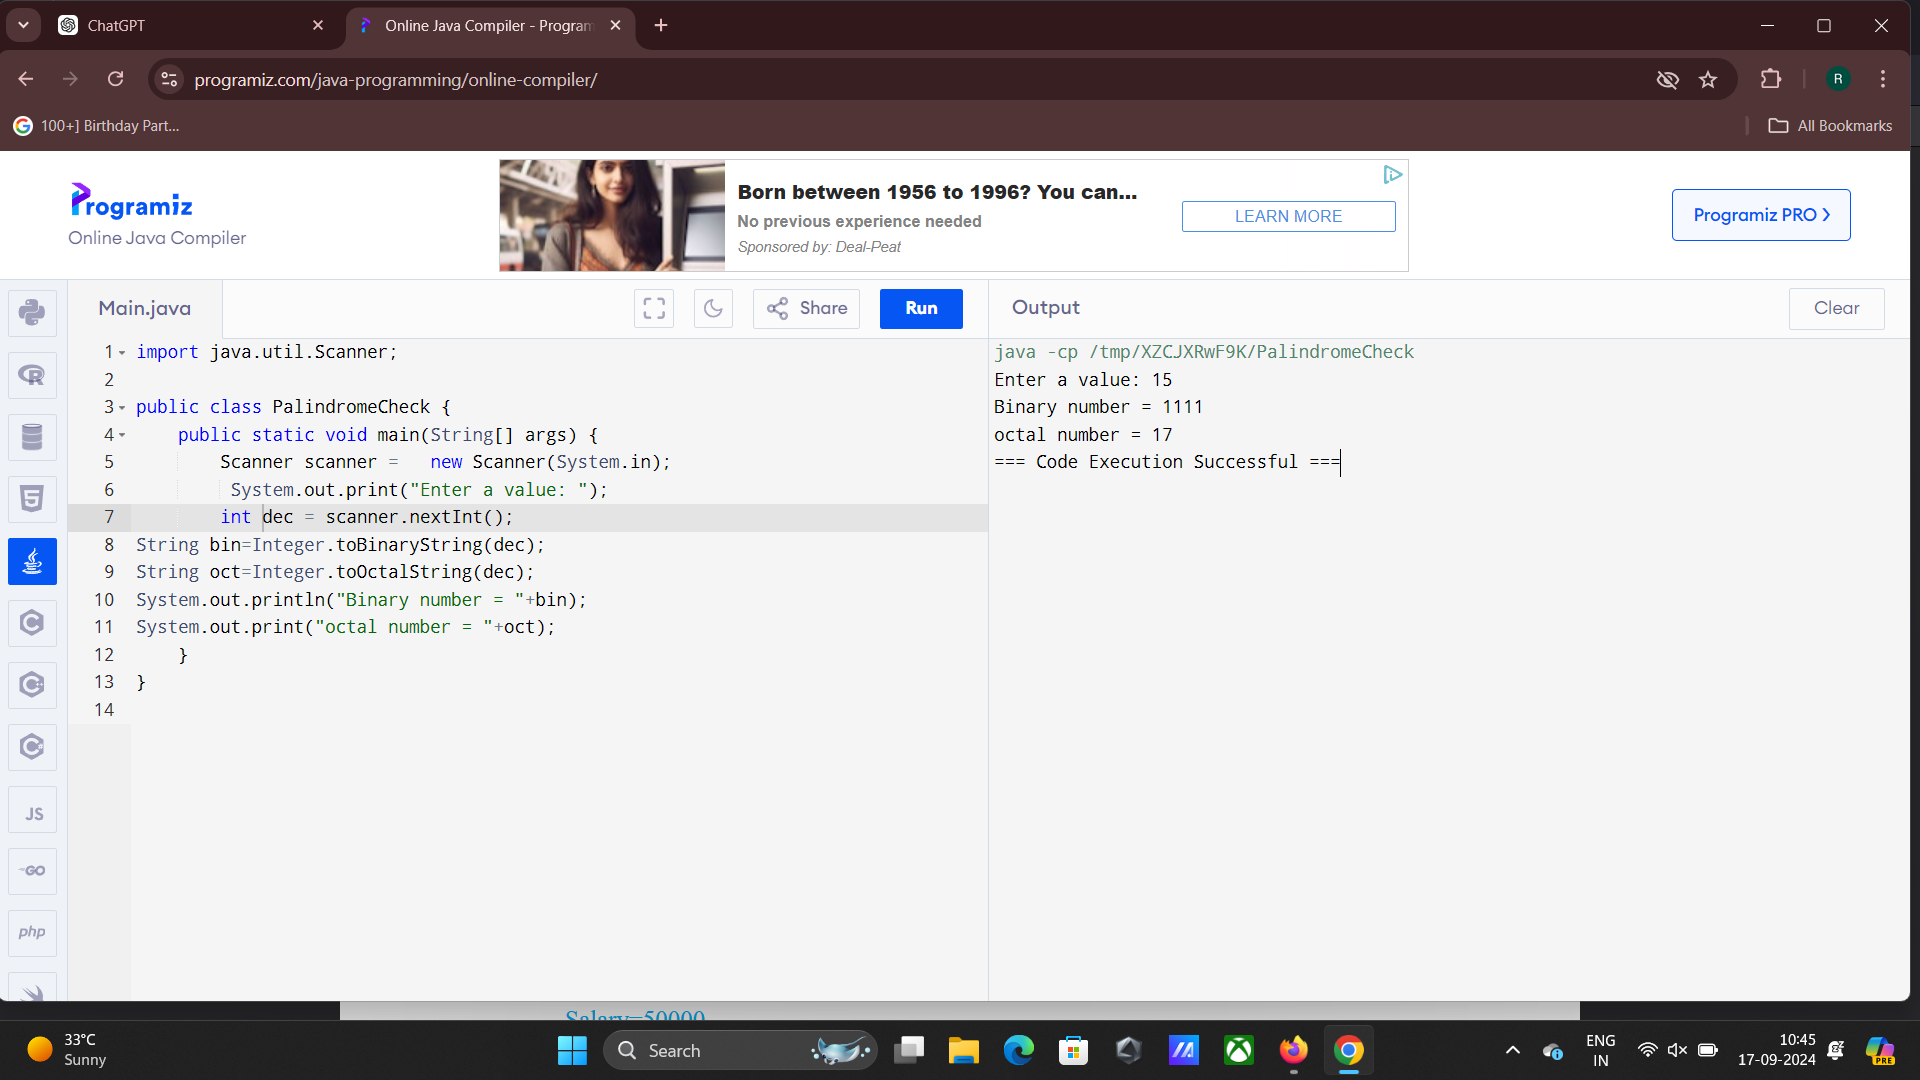 ChatGPT
Online Java Compiler - Program
programiz.com/java-programming/online-compiler/
R
100+] Birthday Part...
All Bookmarks
Programiz
Online Java Compiler
Born between 1956 to 1996? You can...
No previous experience needed
Sponsored by: Deal-Peat
LEARN MORE
Programiz PRO
Main.java
Share
Run
Output
Clear
1 import java.util.Scanner;
2
3 public class PalindromeCheck {
4 public static void main(String[] args) {
5 Scanner scanner =   new Scanner(System.in);
6 System.out.print("Enter a value: ");
7 int dec = scanner.nextInt();
8 String bin=Integer.toBinaryString(dec);
9 String oct=Integer.toOctalString(dec);
10 System.out.println("Binary number = "+bin);
11 System.out.print("octal number = "+oct);
12 }
13 }
14
java -cp /tmp/XZCJXRwF9K/PalindromeCheck
Enter a value: 15
Binary number = 1111
octal number = 17
=== Code Execution Successful ===
R
5
C
C
C
JS
GO
php
Salary=50000
33°C
Sunny
Search
ENG
IN
10:45
17-09-2024
PRE